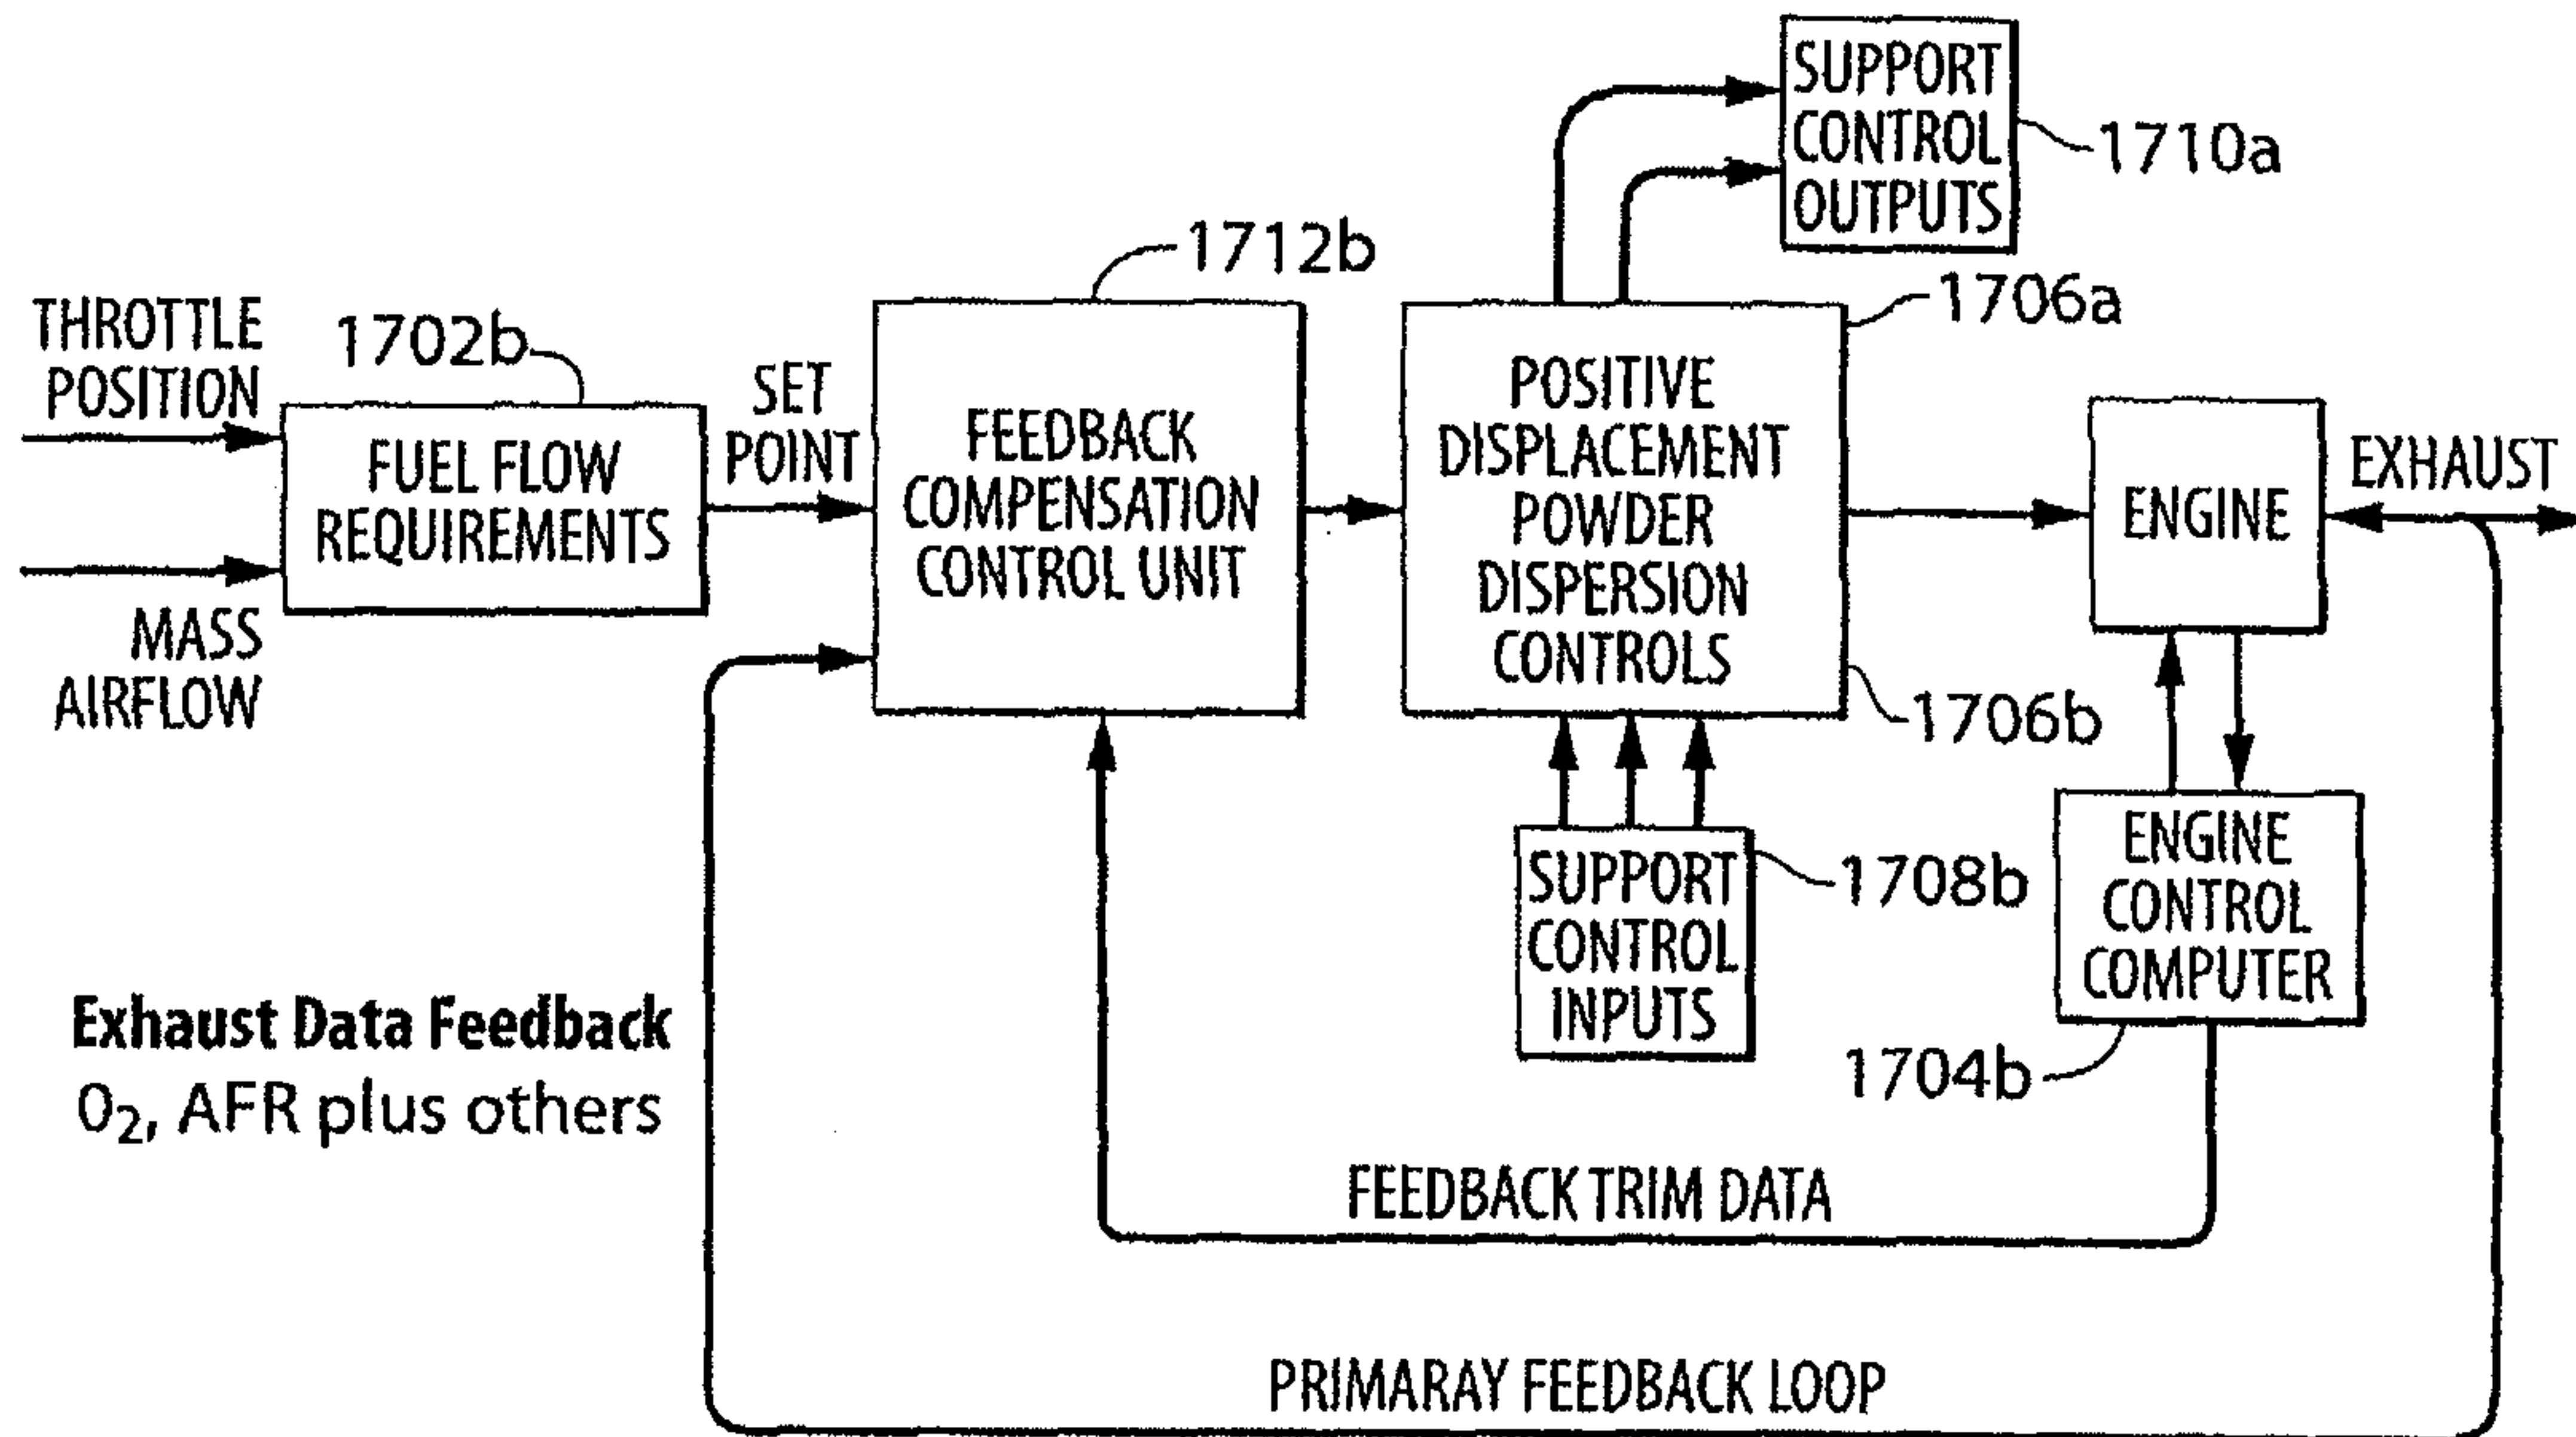 SUPPORT
CONTROL
OUTPUTS
1710a
1712b
1706a
THROTTLE
POSITION
1702b
SET
POINT
FUEL FLOW
REQUIREMENTS
MASS
AIRFLOW
FEEDBACK
COMPENSATION
CONTROL UNIT
POSITIVE
DISPLACEMENT
POWDER
DISPERSION
CONTROLS
1706b
ENGINE
EXHAUST
SUPPORT
CONTROL
INPUTS
1708b
ENGINE
CONTROL
COMPUTER
1704b
Exhaust Data Feedback
O₂, AFR plus others
FEEDBACK TRIM DATA
PRIMARAY FEEDBACK LOOP